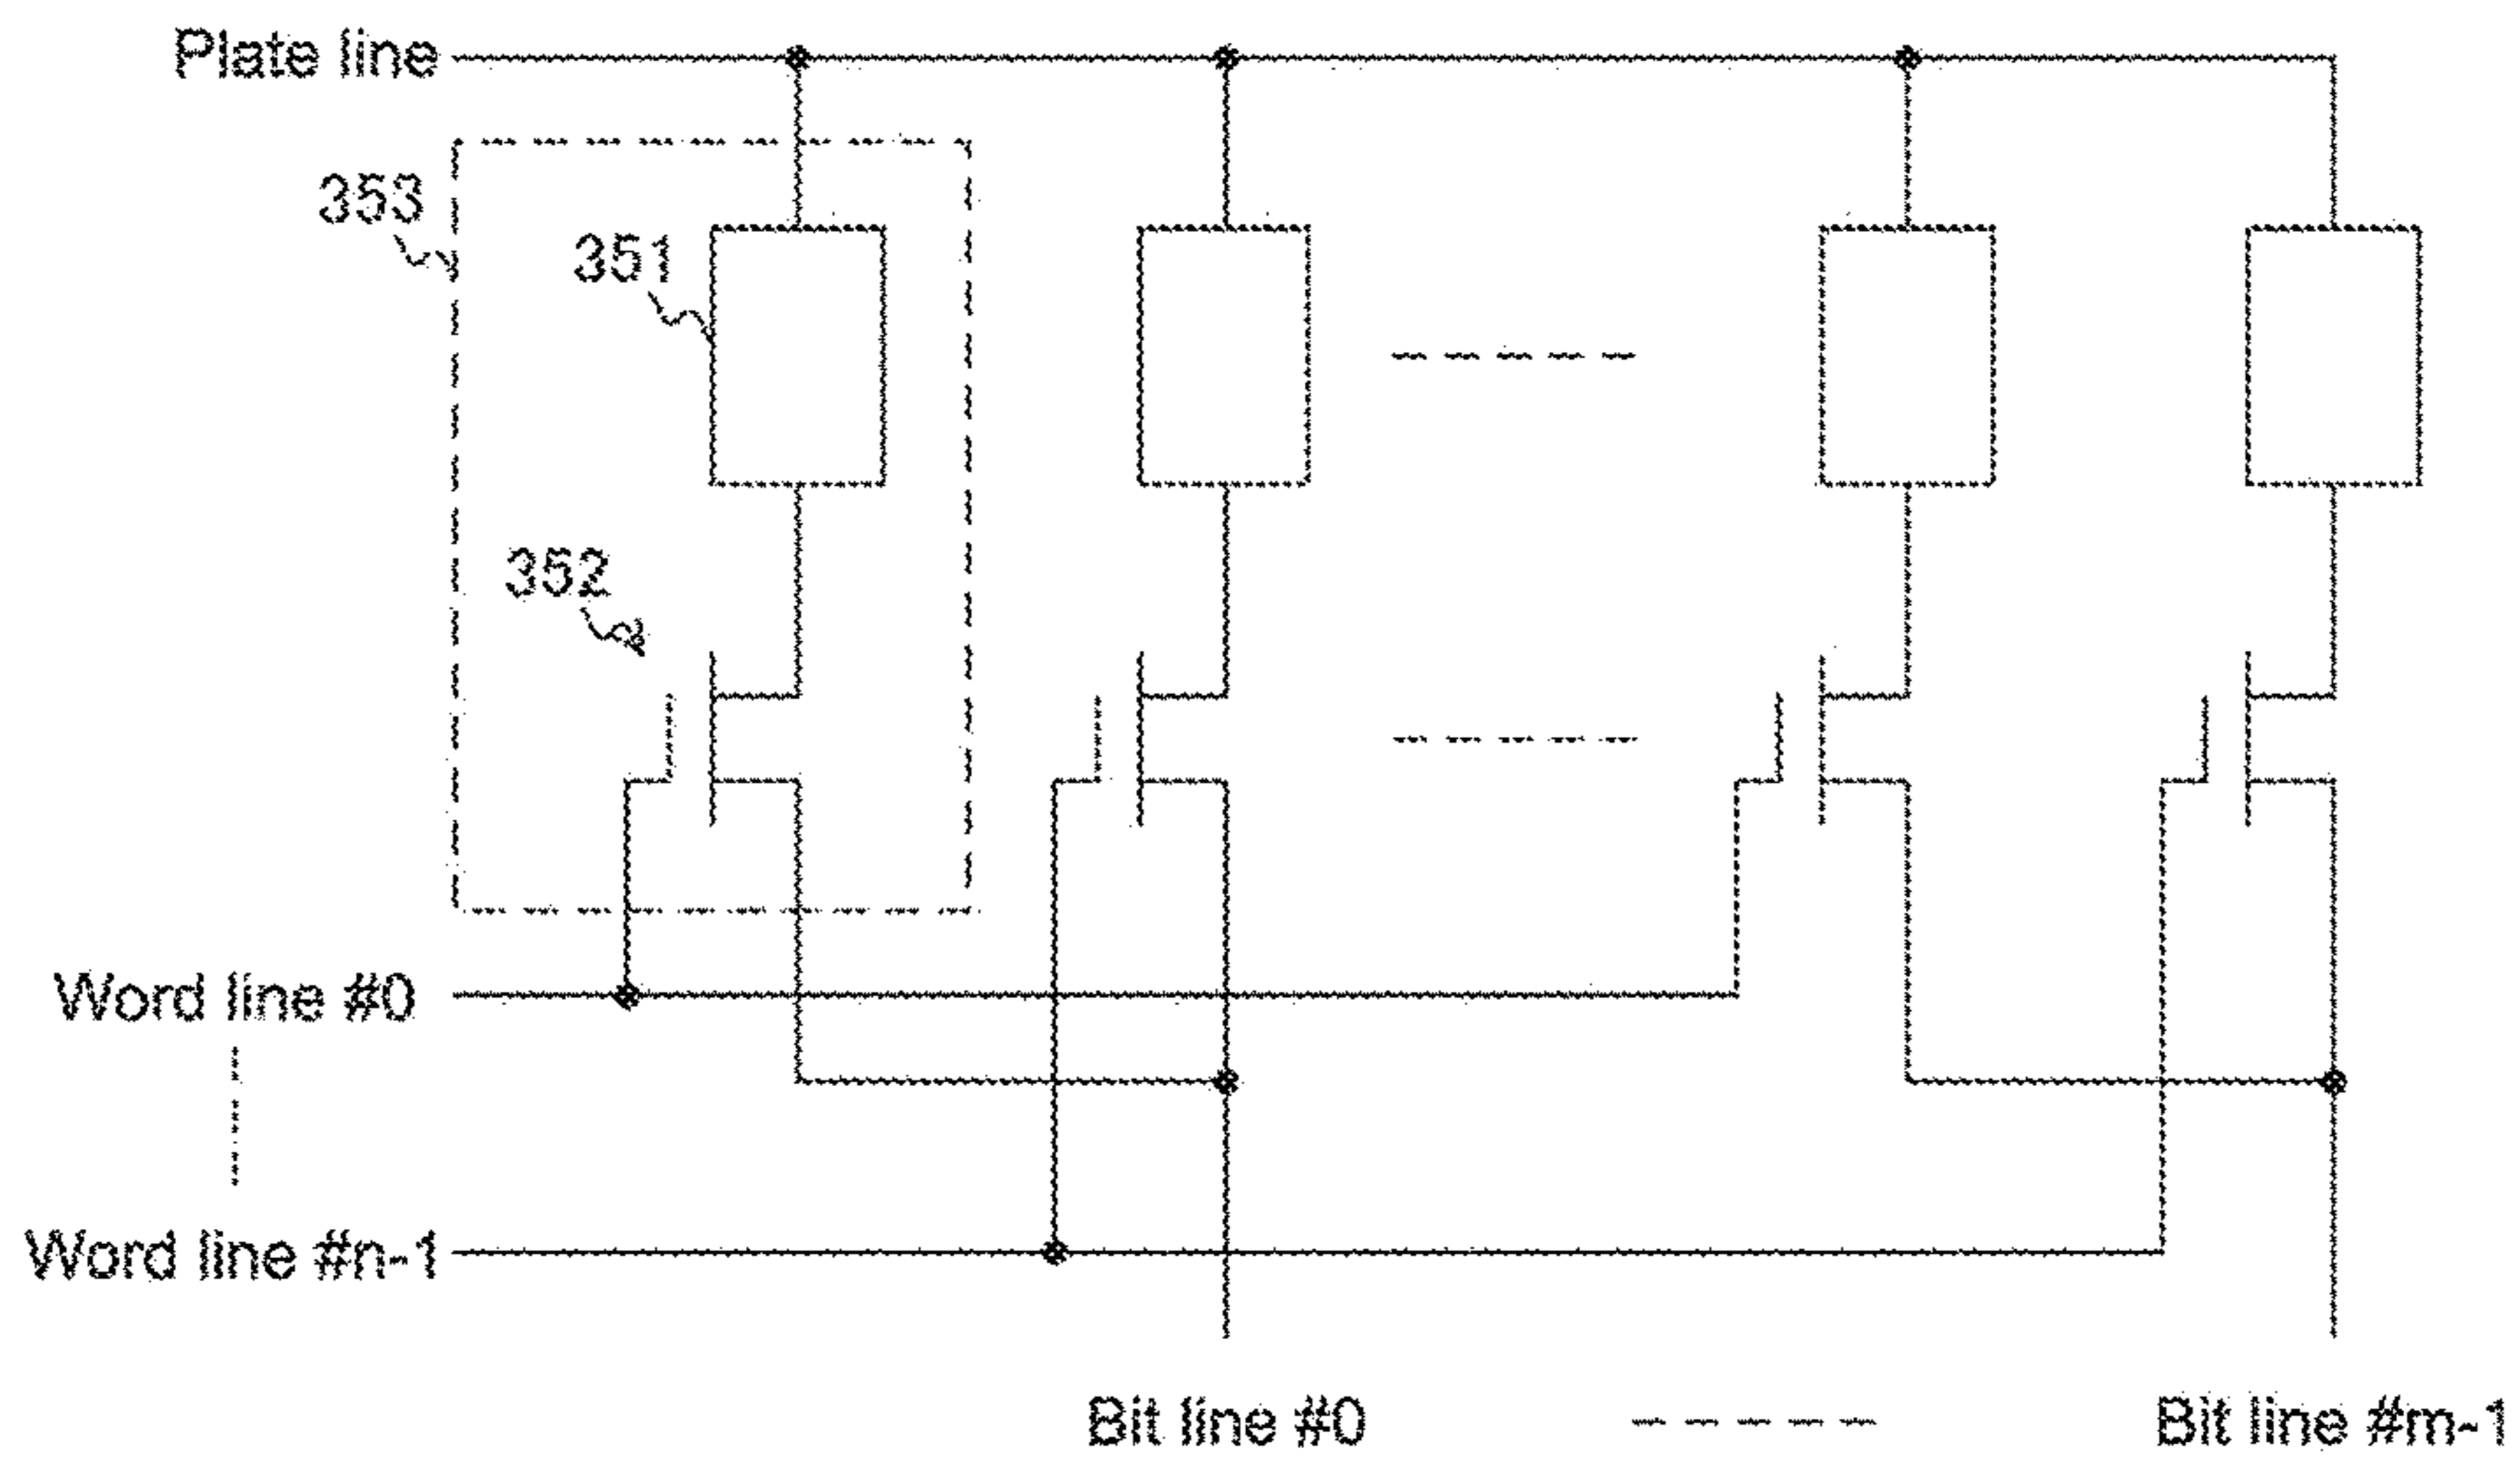 Plate line
353
351
352
Word line #0
Word line #n-1
Bit line #0
Bit line #m-1